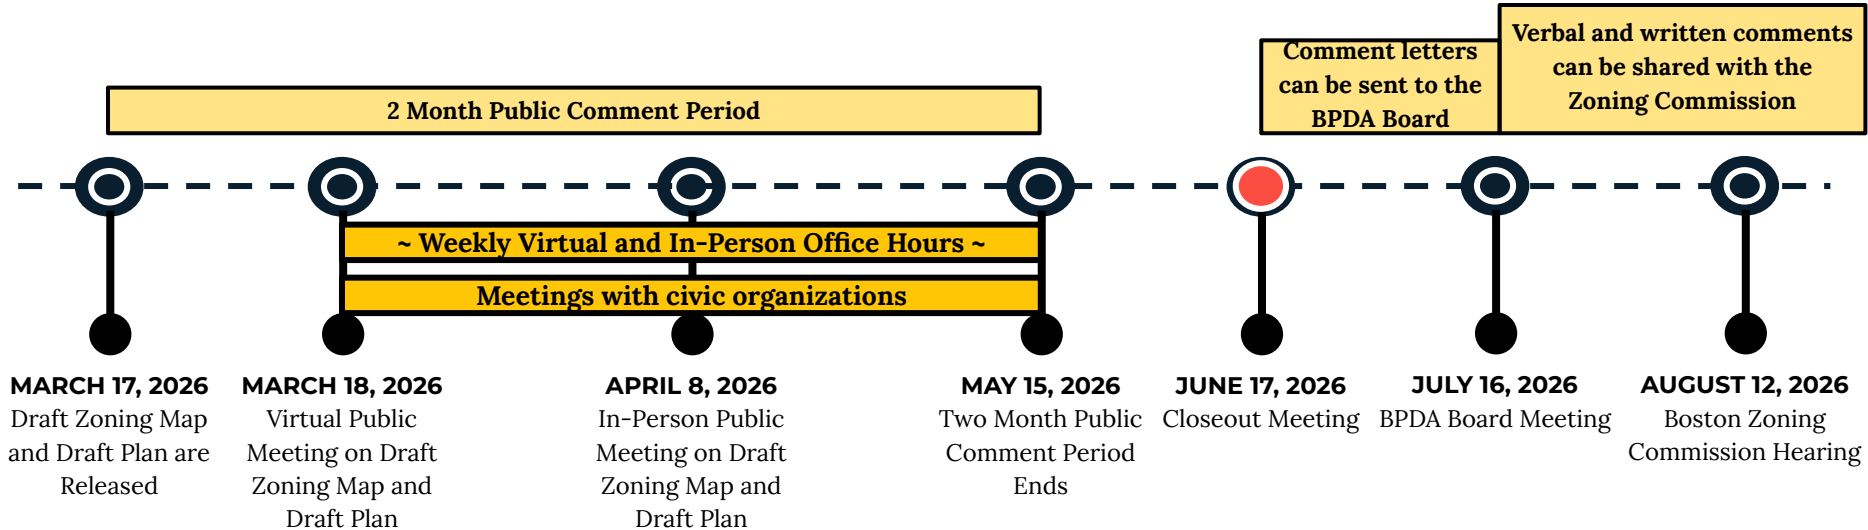 2 Month Public Comment Period
Comment letters
can be sent to the
BPDA Board
Verbal and written comments
can be shared with the
Zoning Commission
~ Weekly Virtual and In-Person Office Hours ~
Meetings with civic organizations
MARCH 17, 2026
Draft Zoning Map
and Draft Plan are
Released
MARCH 18, 2026
Virtual Public
Meeting on Draft
Zoning Map and
Draft Plan
APRIL 8, 2026
In-Person Public
Meeting on Draft
Zoning Map and
Draft Plan
MAY 15, 2026
Two Month Public
Comment Period
Ends
JUNE 17, 2026
Closeout Meeting
JULY 16, 2026
BPDA Board Meeting
AUGUST 12, 2026
Boston Zoning
Commission Hearing